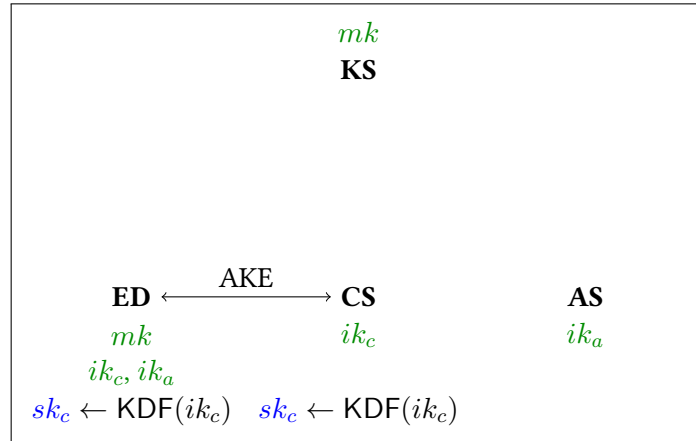 mk
KS
AKE
ED CS AS
mk ik_c ik_a
ik_c, ik_a
sk_c ← KDF(ik_c) sk_c ← KDF(ik_c)